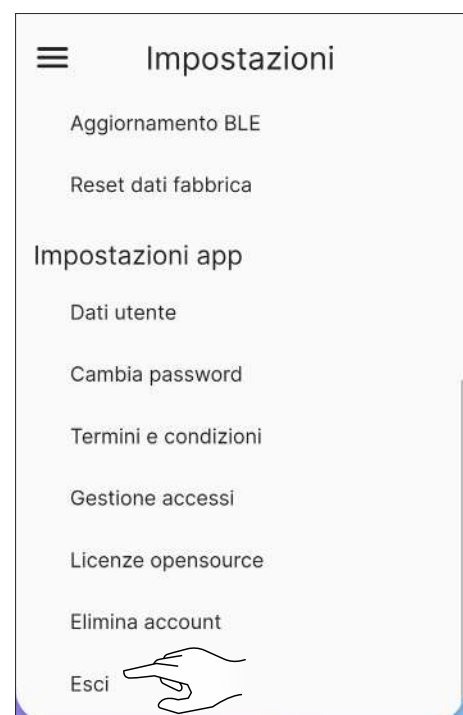 Impostazioni
Aggiornamento BLE
Reset dati fabbrica
Impostazioni app
Dati utente
Cambia password
Termini e condizioni
Gestione accessi
Licenze opensource
Elimina account
Esci